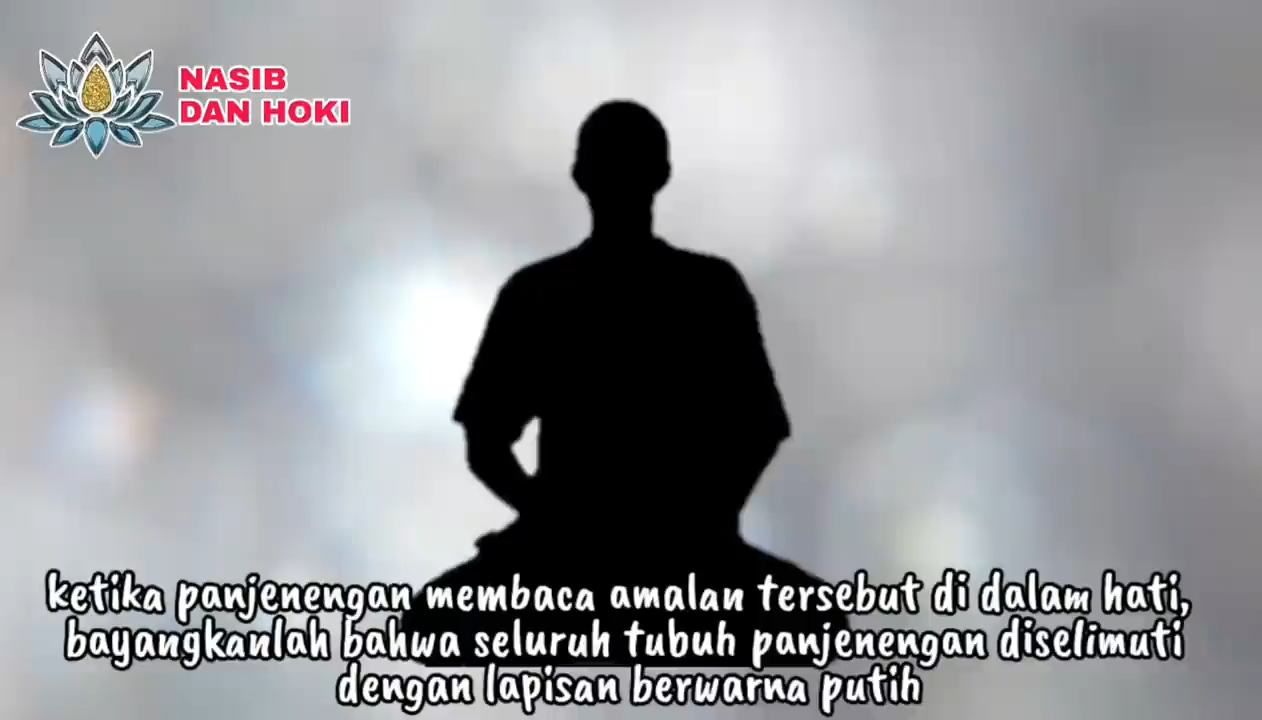 NASIB
DAN HOKI
ketika panjenengan membaca amalan tersebut di dalam hati,
bayangkanlah bahwa seluruh tubuh panjenengan diselimuti
dengan lapisan berwarna putih